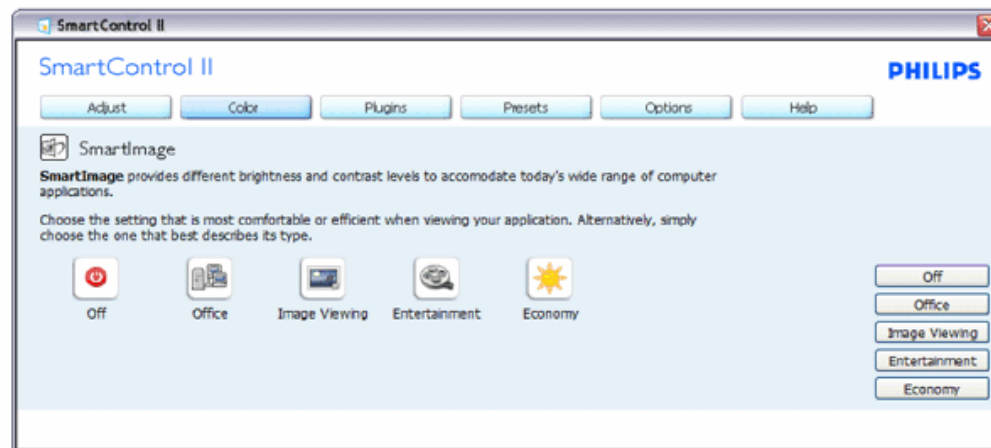 SmartControl II
SmartControl II
PHILIPS
Adjust Color Plugins Presets Options Help
SmartImage
SmartImage provides different brightness and contrast levels to accomodate today's wide range of computer
applications.
Choose the setting that is most comfortable or efficient when viewing your application. Alternatively, simply
choose the one that best describes its type.
Off Office Image Viewing Entertainment Economy
Off
Office
Image Viewing
Entertainment
Economy